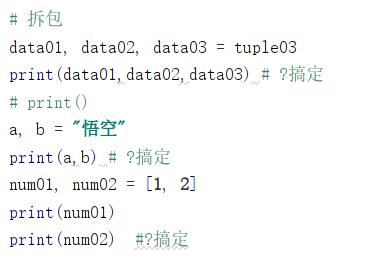 # 拆包
data01, data02, data03 = tuple03
print(data01,data02,data03) # ?搞定
# print()
a, b = "悟空"
print(a,b) # ?搞定
num01, num02 = [1, 2]
print(num01)
print(num02)  #?搞定